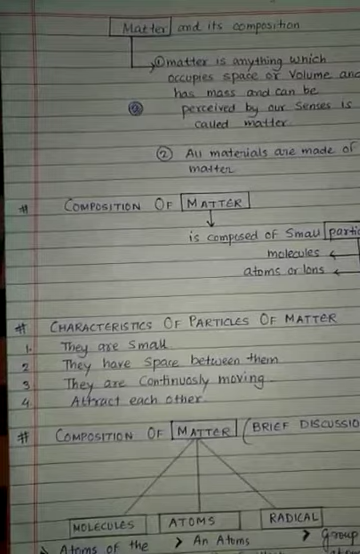 Matter and its composition
① matter is anything which
occupies space or volume and
has mass and can be
② perceived by our senses is
called matter
② All materials are made of
matter
# COMPOSITION OF MATTER
is composed of small
molecules
atoms or Ions
# CHARACTERISTICS OF PARTICLES OF MATTER
1. They are small
2 They have space between them
3 They are continuosly moving
4. Attract each other
# COMPOSITION OF MATTER (BRIEF
MOLECULES ATOMS RADICAL
> Atoms of the > An Atoms > Group